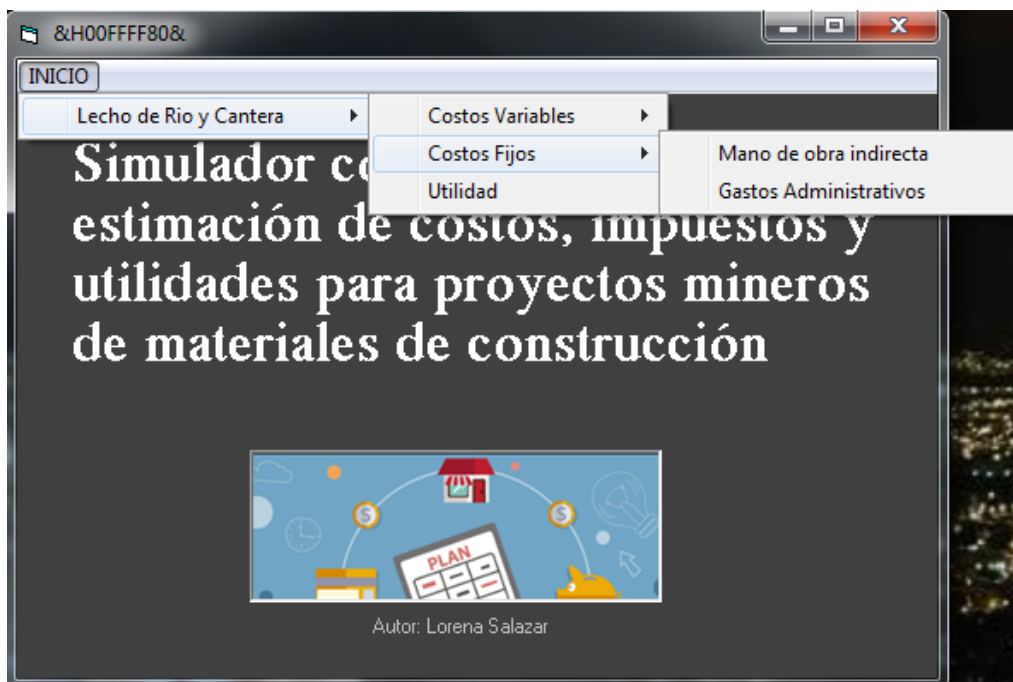 &H00FFFF80&
INICIO
Lecho de Rio y Cantera
Costos Variables
Costos Fijos
Mano de obra indirecta
Utilidad
Gastos Administrativos
Simulador
estimación de costos, impuestos y
utilidades para proyectos mineros
de materiales de construcción
$
$
PLAN
Autor: Lorena Salazar